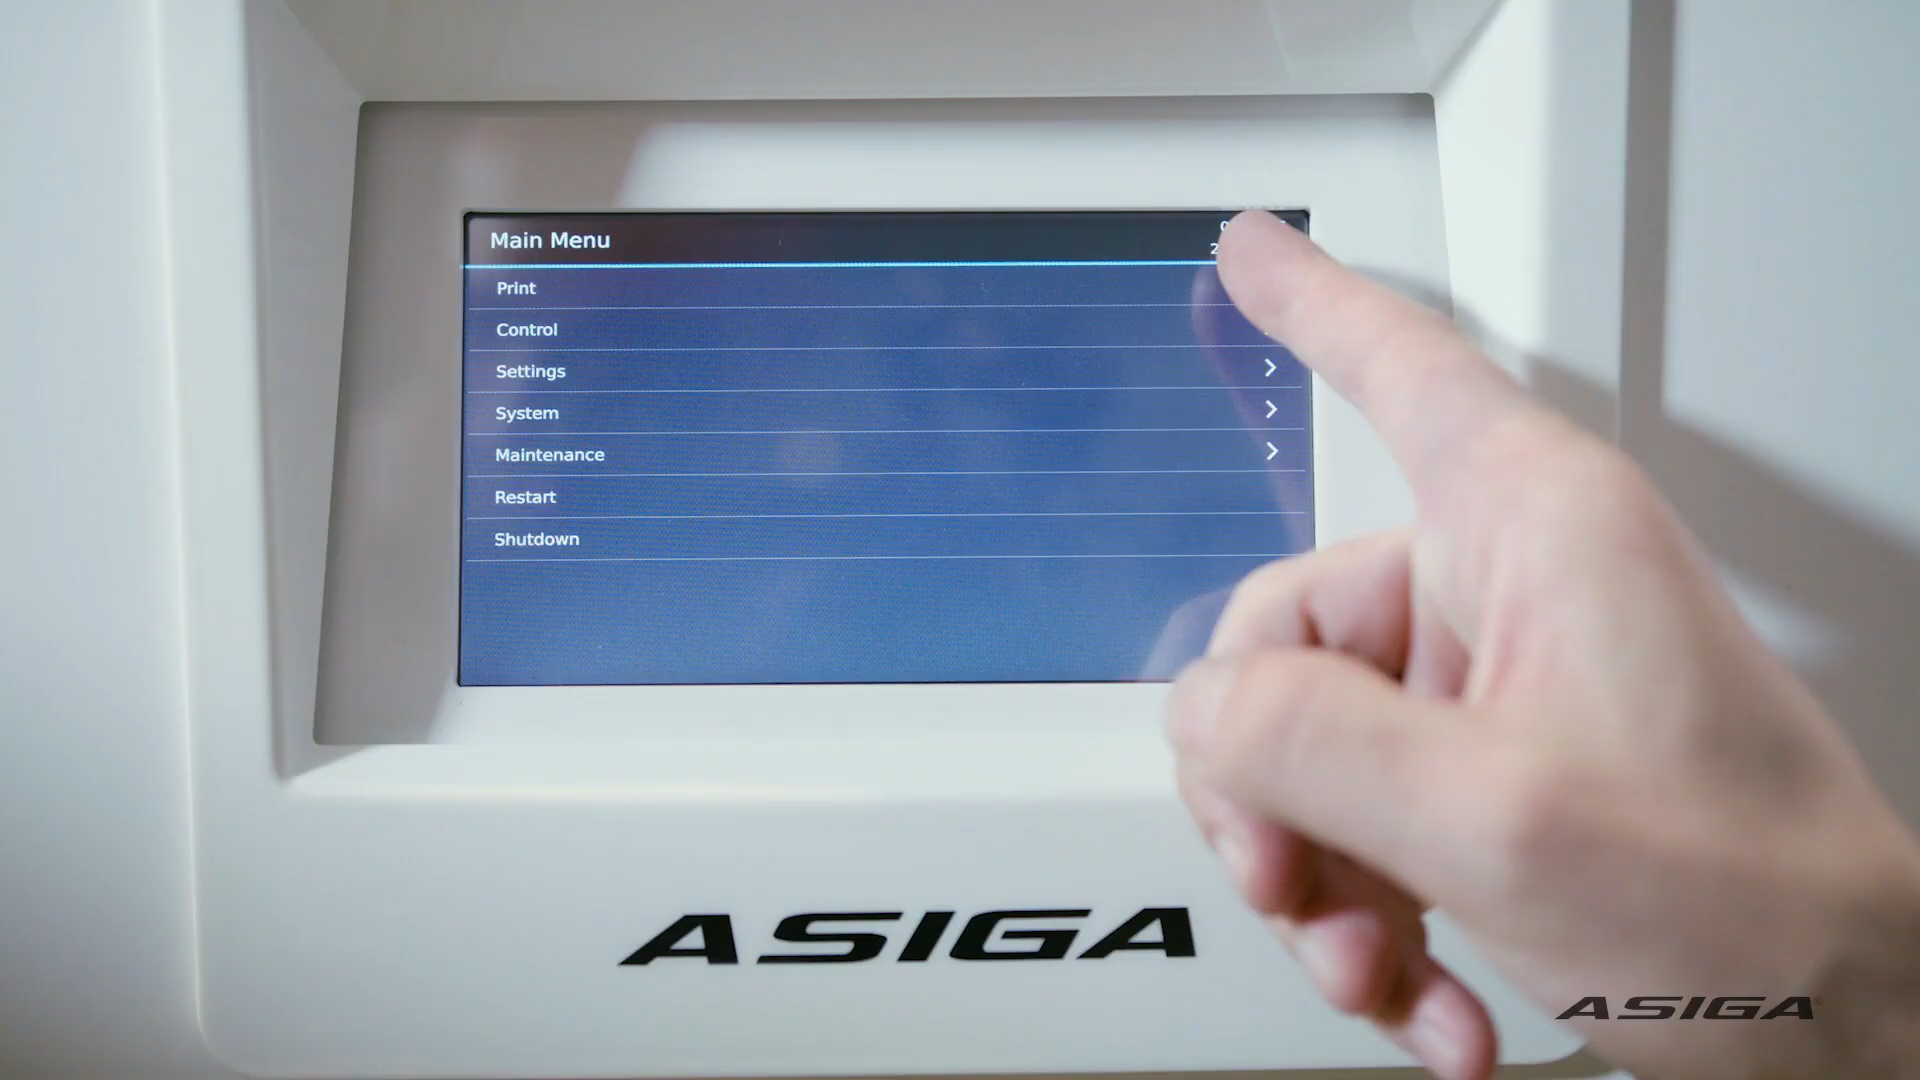 Main Menu
Print
Control
Settings
System
Maintenance
Restart
Shutdown
ASIGA
ASIGA®